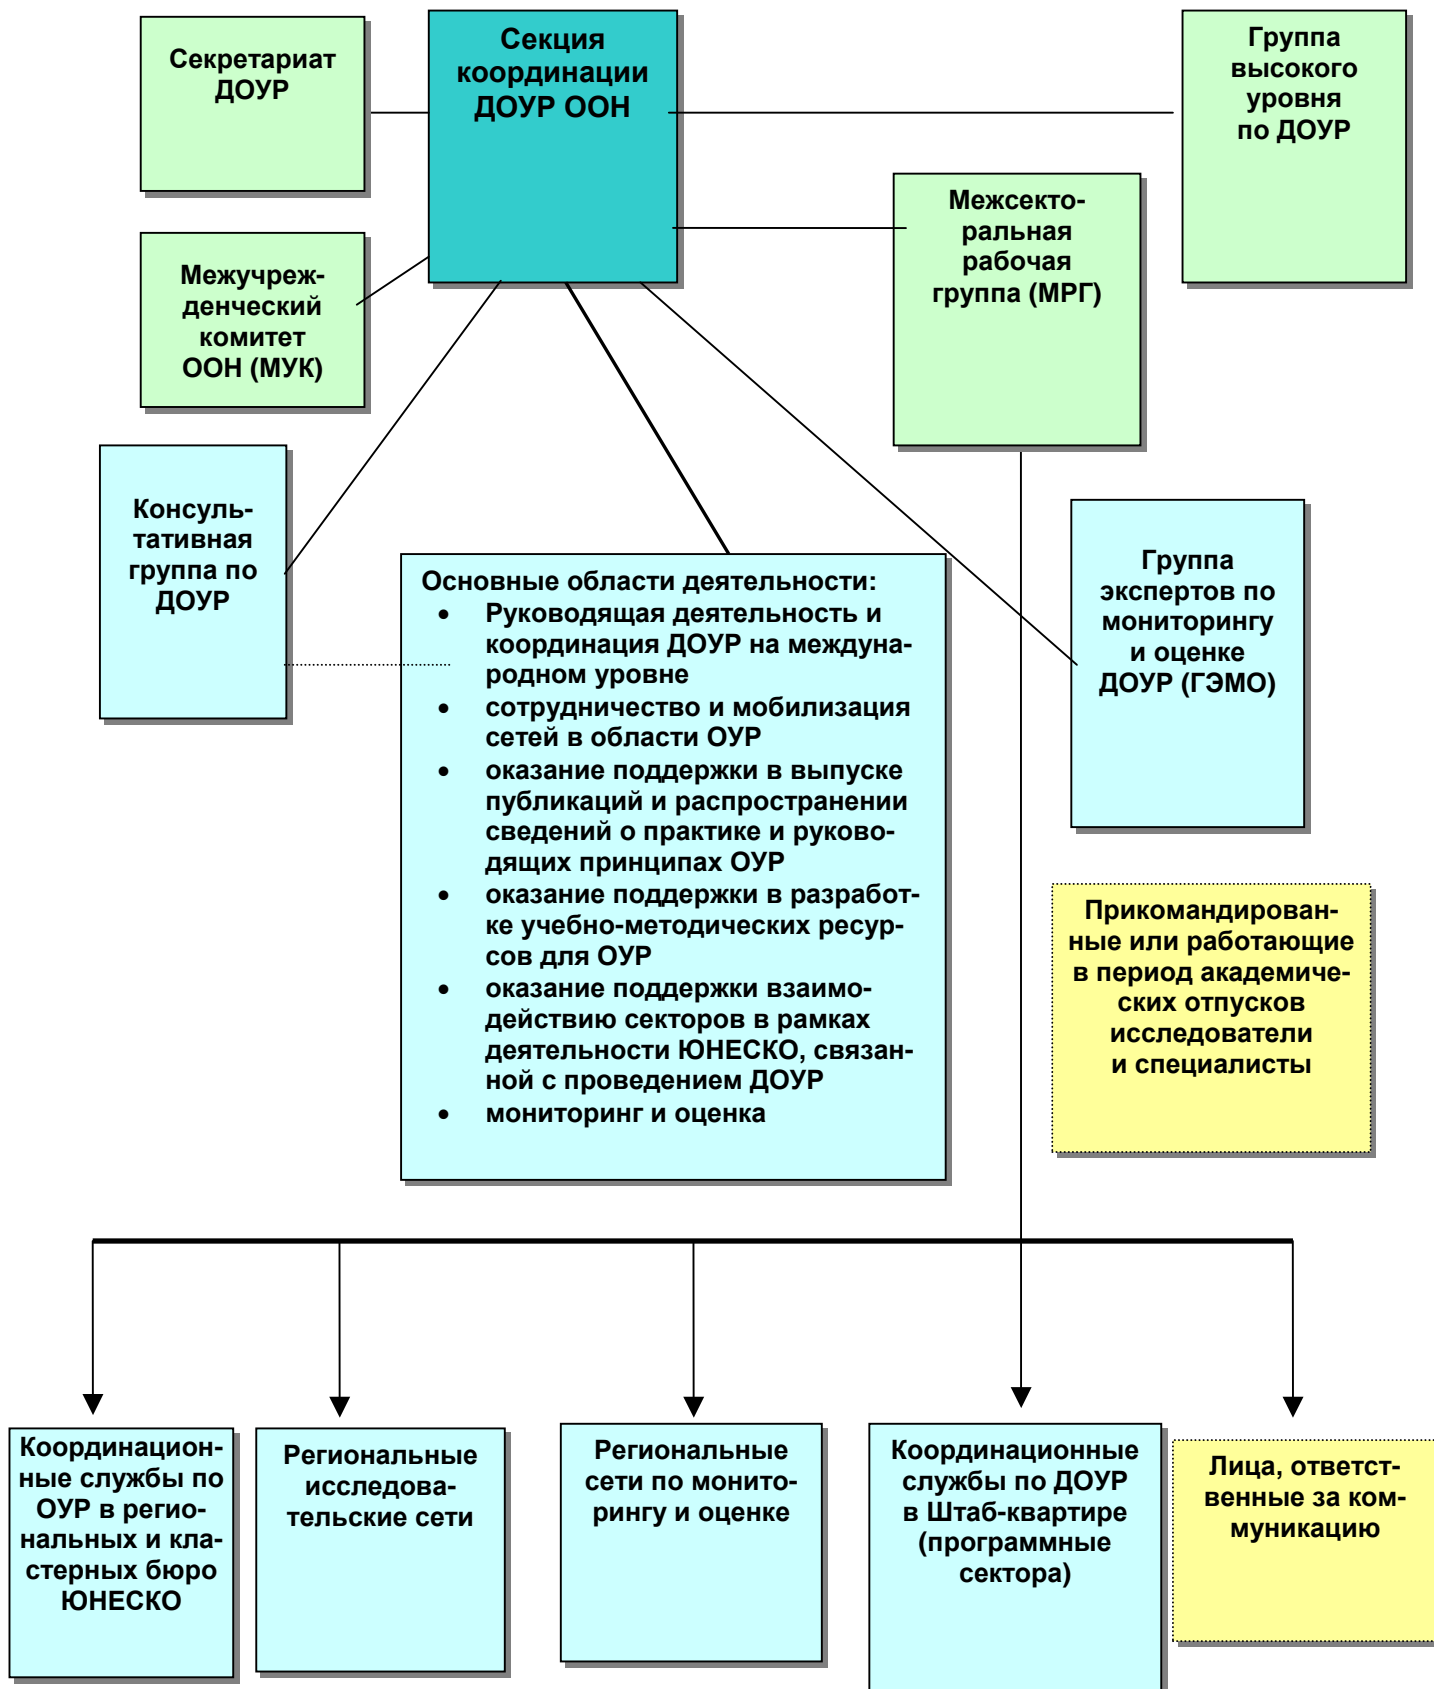 Секретариат
ДОУР
Секция
координации
ДОУР ООН
Группа
высокого
уровня
по ДОУР
Межсекто-
ральная
рабочая
группа (МРГ)
Межучреж-
денческий
комитет
ООН (МУК)
Консуль-
тативная
группа по
ДОУР
Основные области деятельности:
• Руководящая деятельность и
координация ДОУР на междуна-
родном уровне
• сотрудничество и мобилизация
сетей в области ОУР
• оказание поддержки в выпуске
публикаций и распространении
сведений о практике и руково-
дящих принципах ОУР
• оказание поддержки в разработ-
ке учебно-методических ресур-
сов для ОУР
• оказание поддержки взаимо-
действию секторов в рамках
деятельности ЮНЕСКО, связан-
ной с проведением ДОУР
• мониторинг и оценка
Группа
экспертов по
мониторингу
и оценке
ДОУР (ГЭМО)
Прикомандирован-
ные или работающие
в период академиче-
ских отпусков
исследователи
и специалисты
Координацион-
ные службы по
ОУР в регио-
нальных и кла-
стерных бюро
ЮНЕСКО
Региональные
исследова-
тельские сети
Региональные
сети по монито-
рингу и оценке
Координационные
службы по ДОУР
в Штаб-квартире
(программные
сектора)
Лица, ответст-
венные за ком-
муникацию